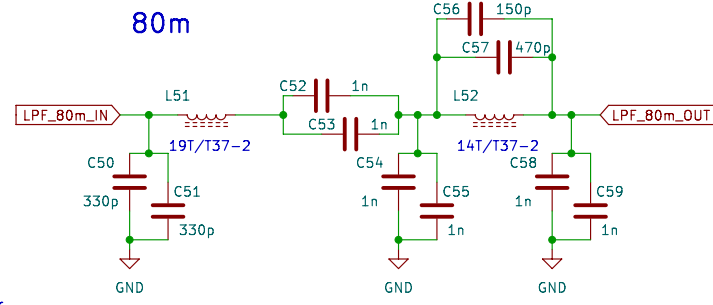 80m
C56 150p
C57 470p
C52 1n
L51
L52
LPF_80m_IN
LPF_80m_OUT
C53 1n
19T/T37-2
14T/T37-2
C50
C54
C58
C51
C55
C59
330p
1n
1n
330p
1n
1n
GND
GND
GND